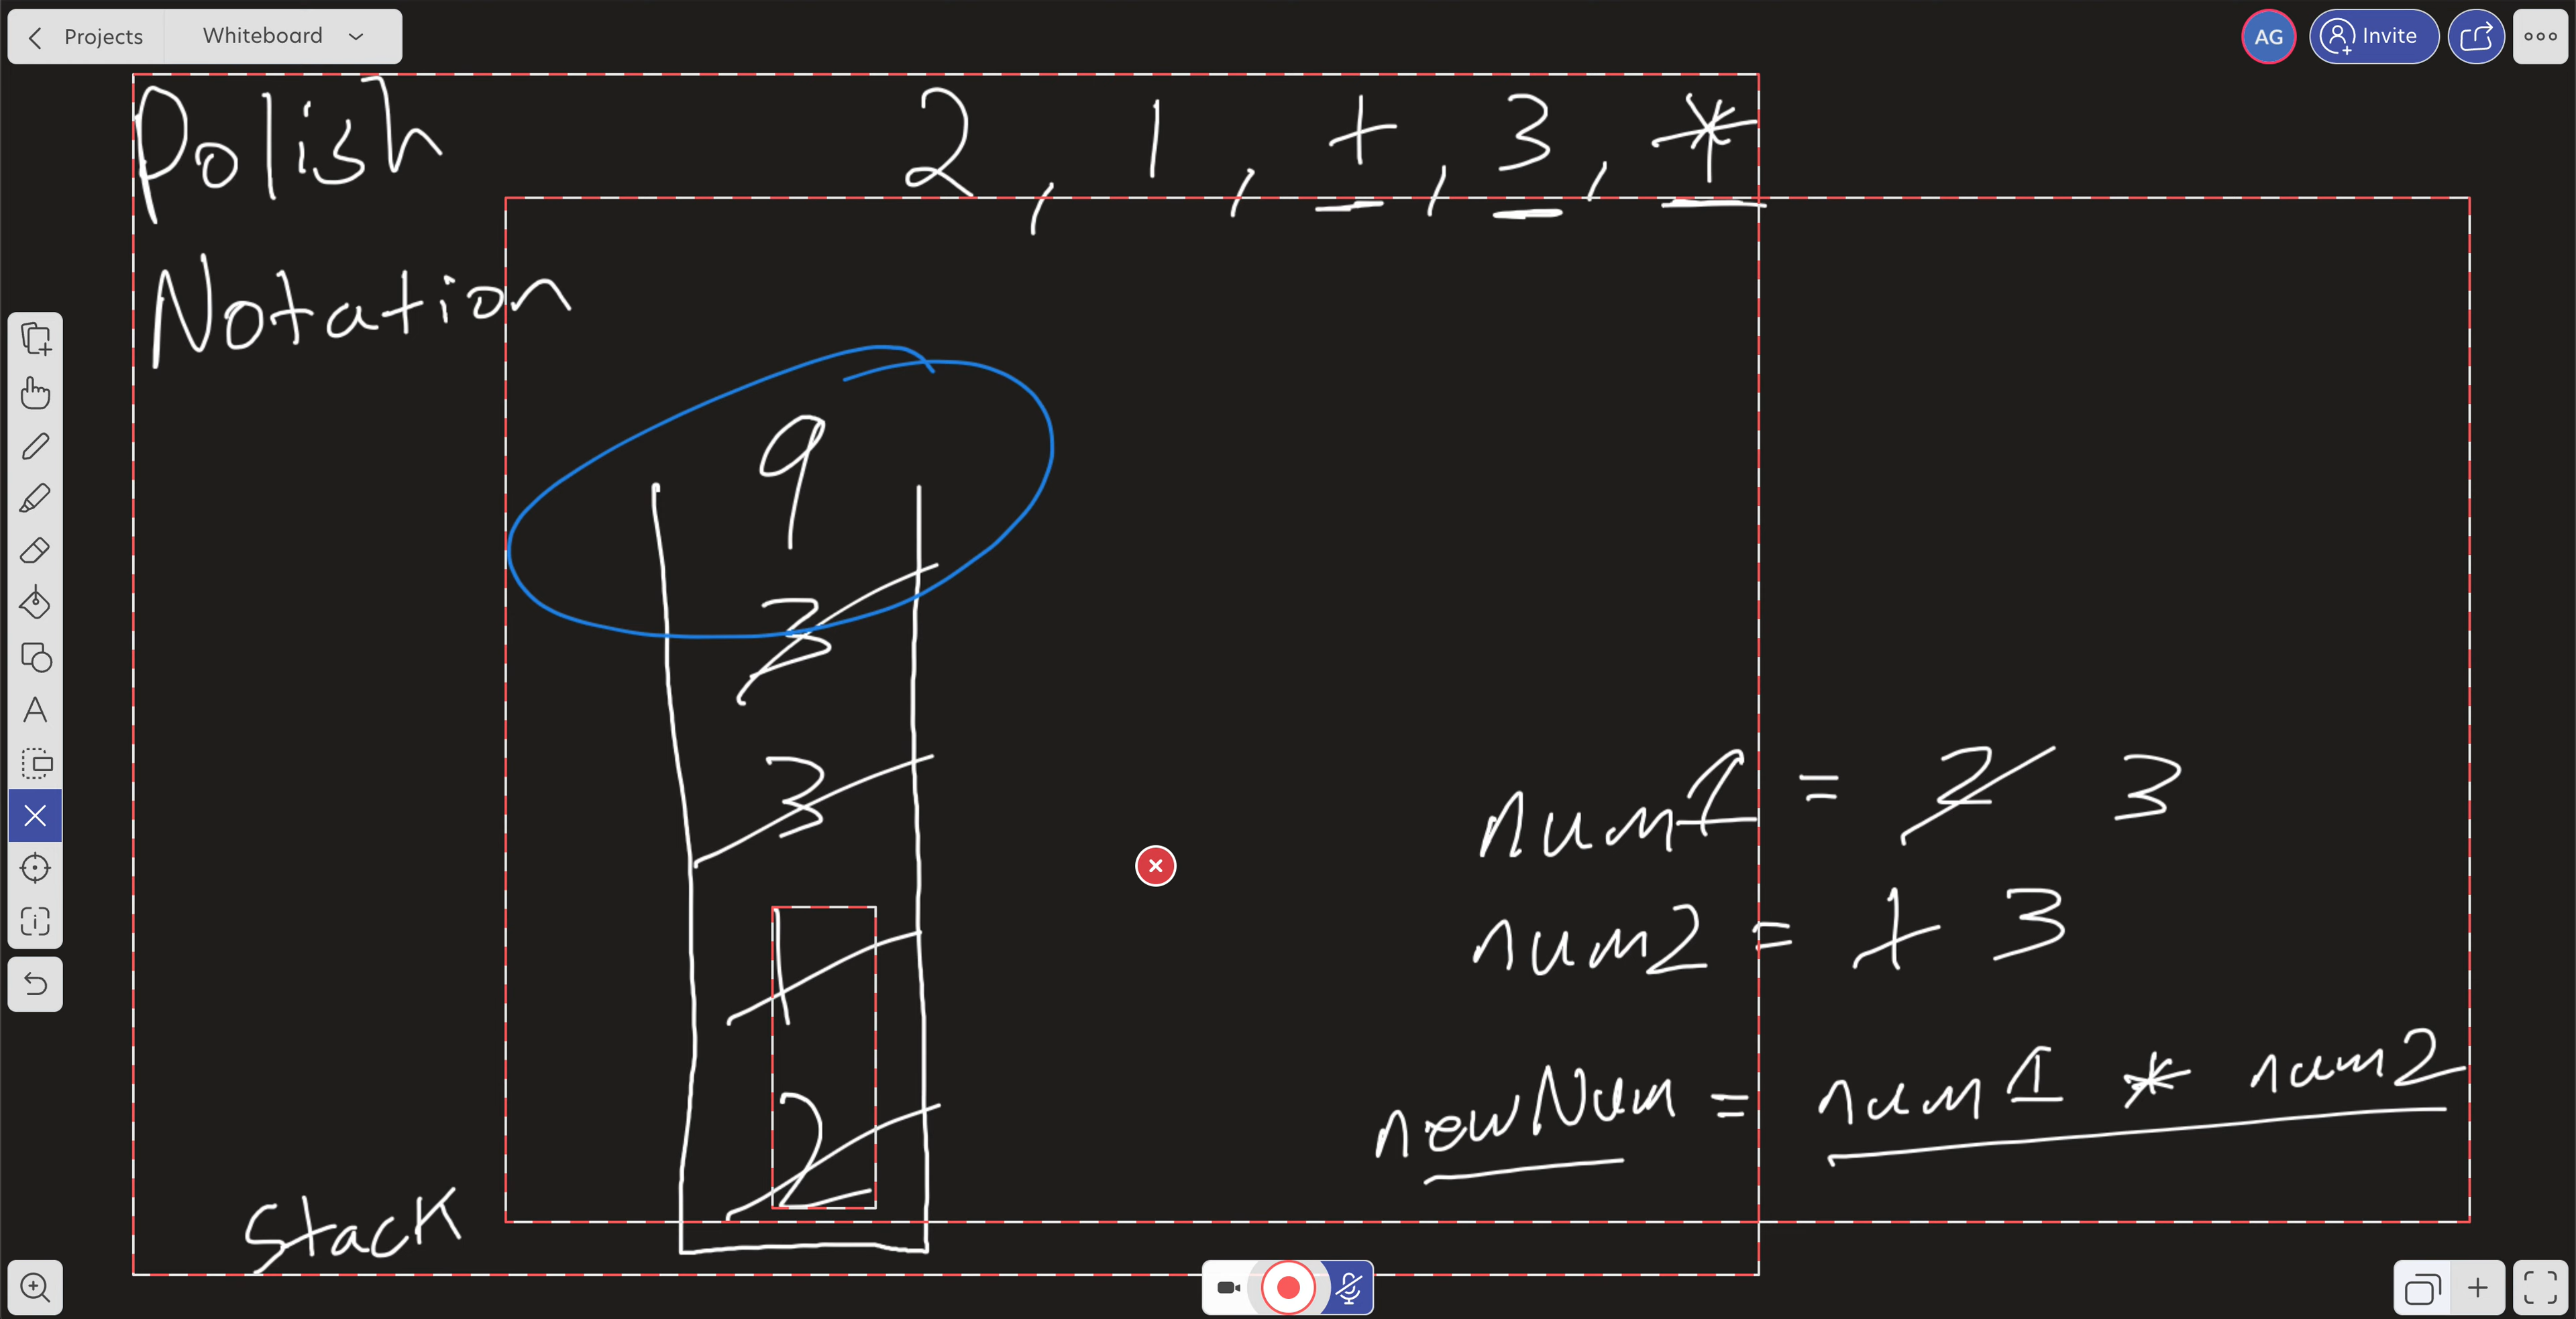 Projects Whiteboard
AG Invite
Polish
Notation
2, 1, +, 3, *
9
3
3
1
2
Stack
num1 = 2 3
num2 = 1 3
newNum = num1 * num2